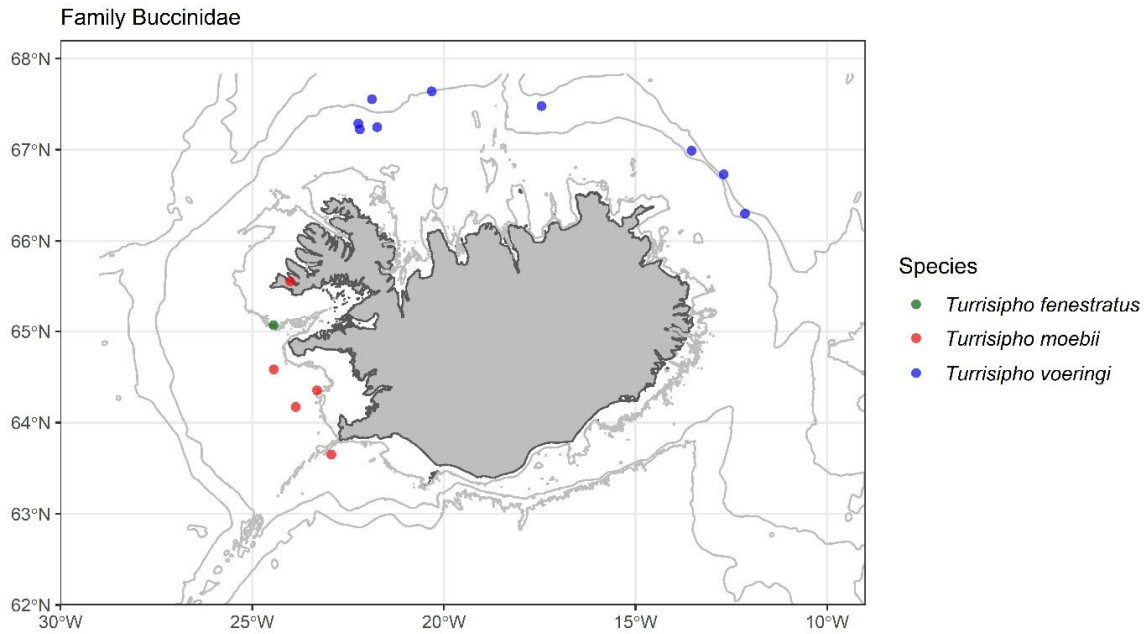 Family Buccinidae
68°N
67°N
66°N
65°N
64°N
63°N
62°N
30°W
25°W
20°W
15°W
10°W
Species
Turrisipho fenestratus
Turrisipho moebii
Turrisipho voeringi